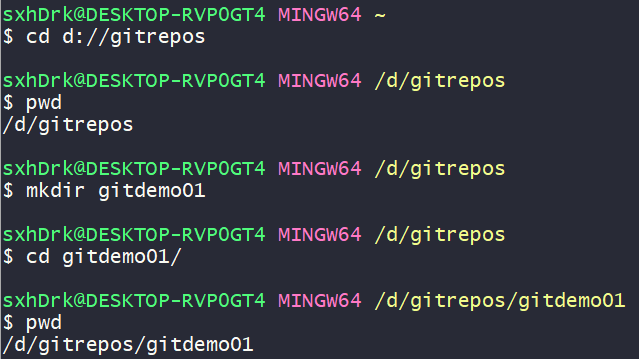 sxhDrk@DESKTOP-RVP0GT4 MINGW64 ~
$ cd d://gitrepos
sxhDrk@DESKTOP-RVP0GT4 MINGW64 /d/gitrepos
$ pwd
/d/gitrepos
sxhDrk@DESKTOP-RVP0GT4 MINGW64 /d/gitrepos
$ mkdir gitdemo01
sxhDrk@DESKTOP-RVP0GT4 MINGW64 /d/gitrepos
$ cd gitdemo01/
sxhDrk@DESKTOP-RVP0GT4 MINGW64 /d/gitrepos/gitdemo01
$ pwd
/d/gitrepos/gitdemo01